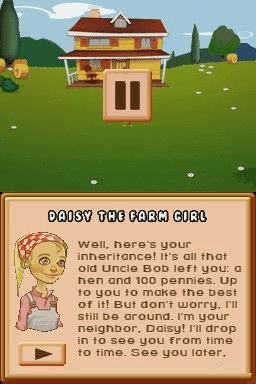 DAISY THE FARM GIRL
Well, here's your
inheritance! It's all that
old Uncle Bob left you: a
hen and 100 pennies. Up
to you to make the best
of it! But don't worry, I'll
still be around. I'm your
neighbor, Daisy! I'll drop
in to see you from time
to time. See you later,